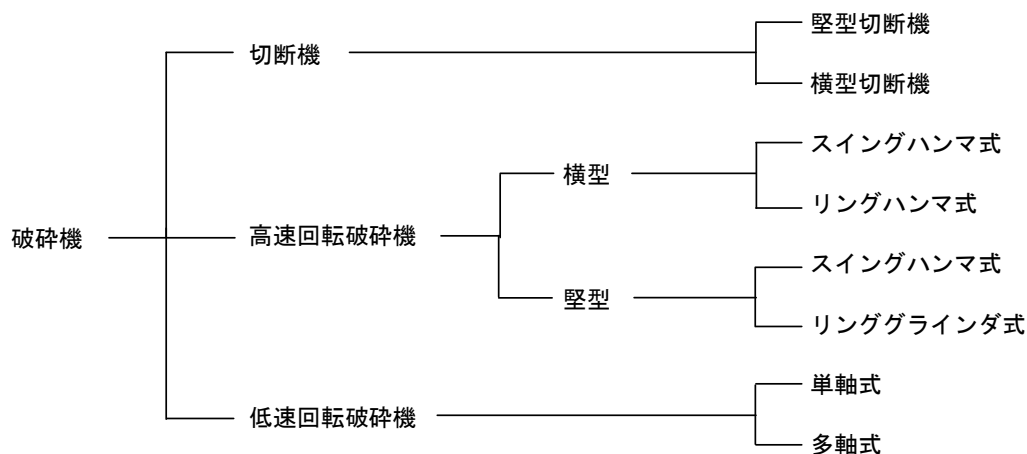 破砕機
切断機
堅型切断機
横型切断機
高速回転破砕機
横型
スイングハンマ式
リングハンマ式
堅型
スイングハンマ式
リンググラインダ式
低速回転破砕機
単軸式
多軸式